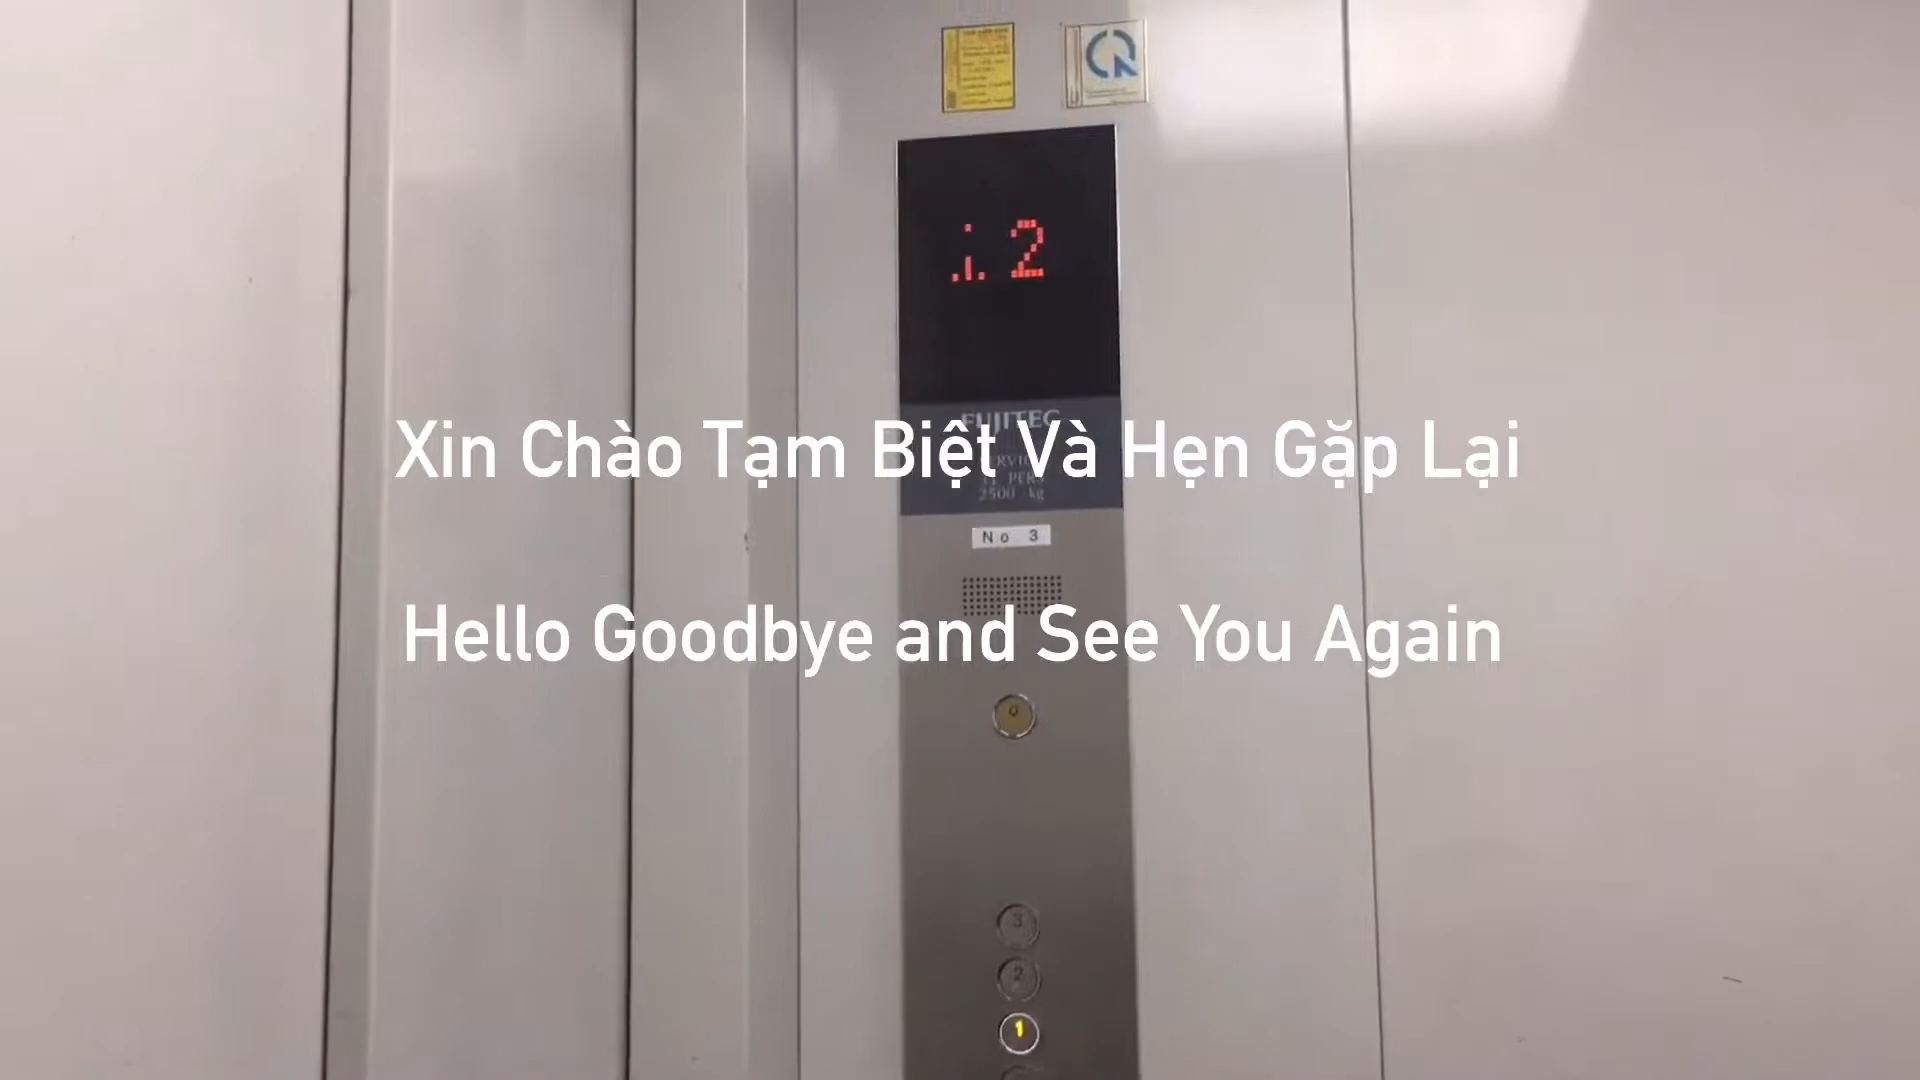 2
FUJITEC
Xin Chào Tạm Biệt Và Hẹn Gặp Lại
2500 kg
No 3
Hello Goodbye and See You Again
3
2
1